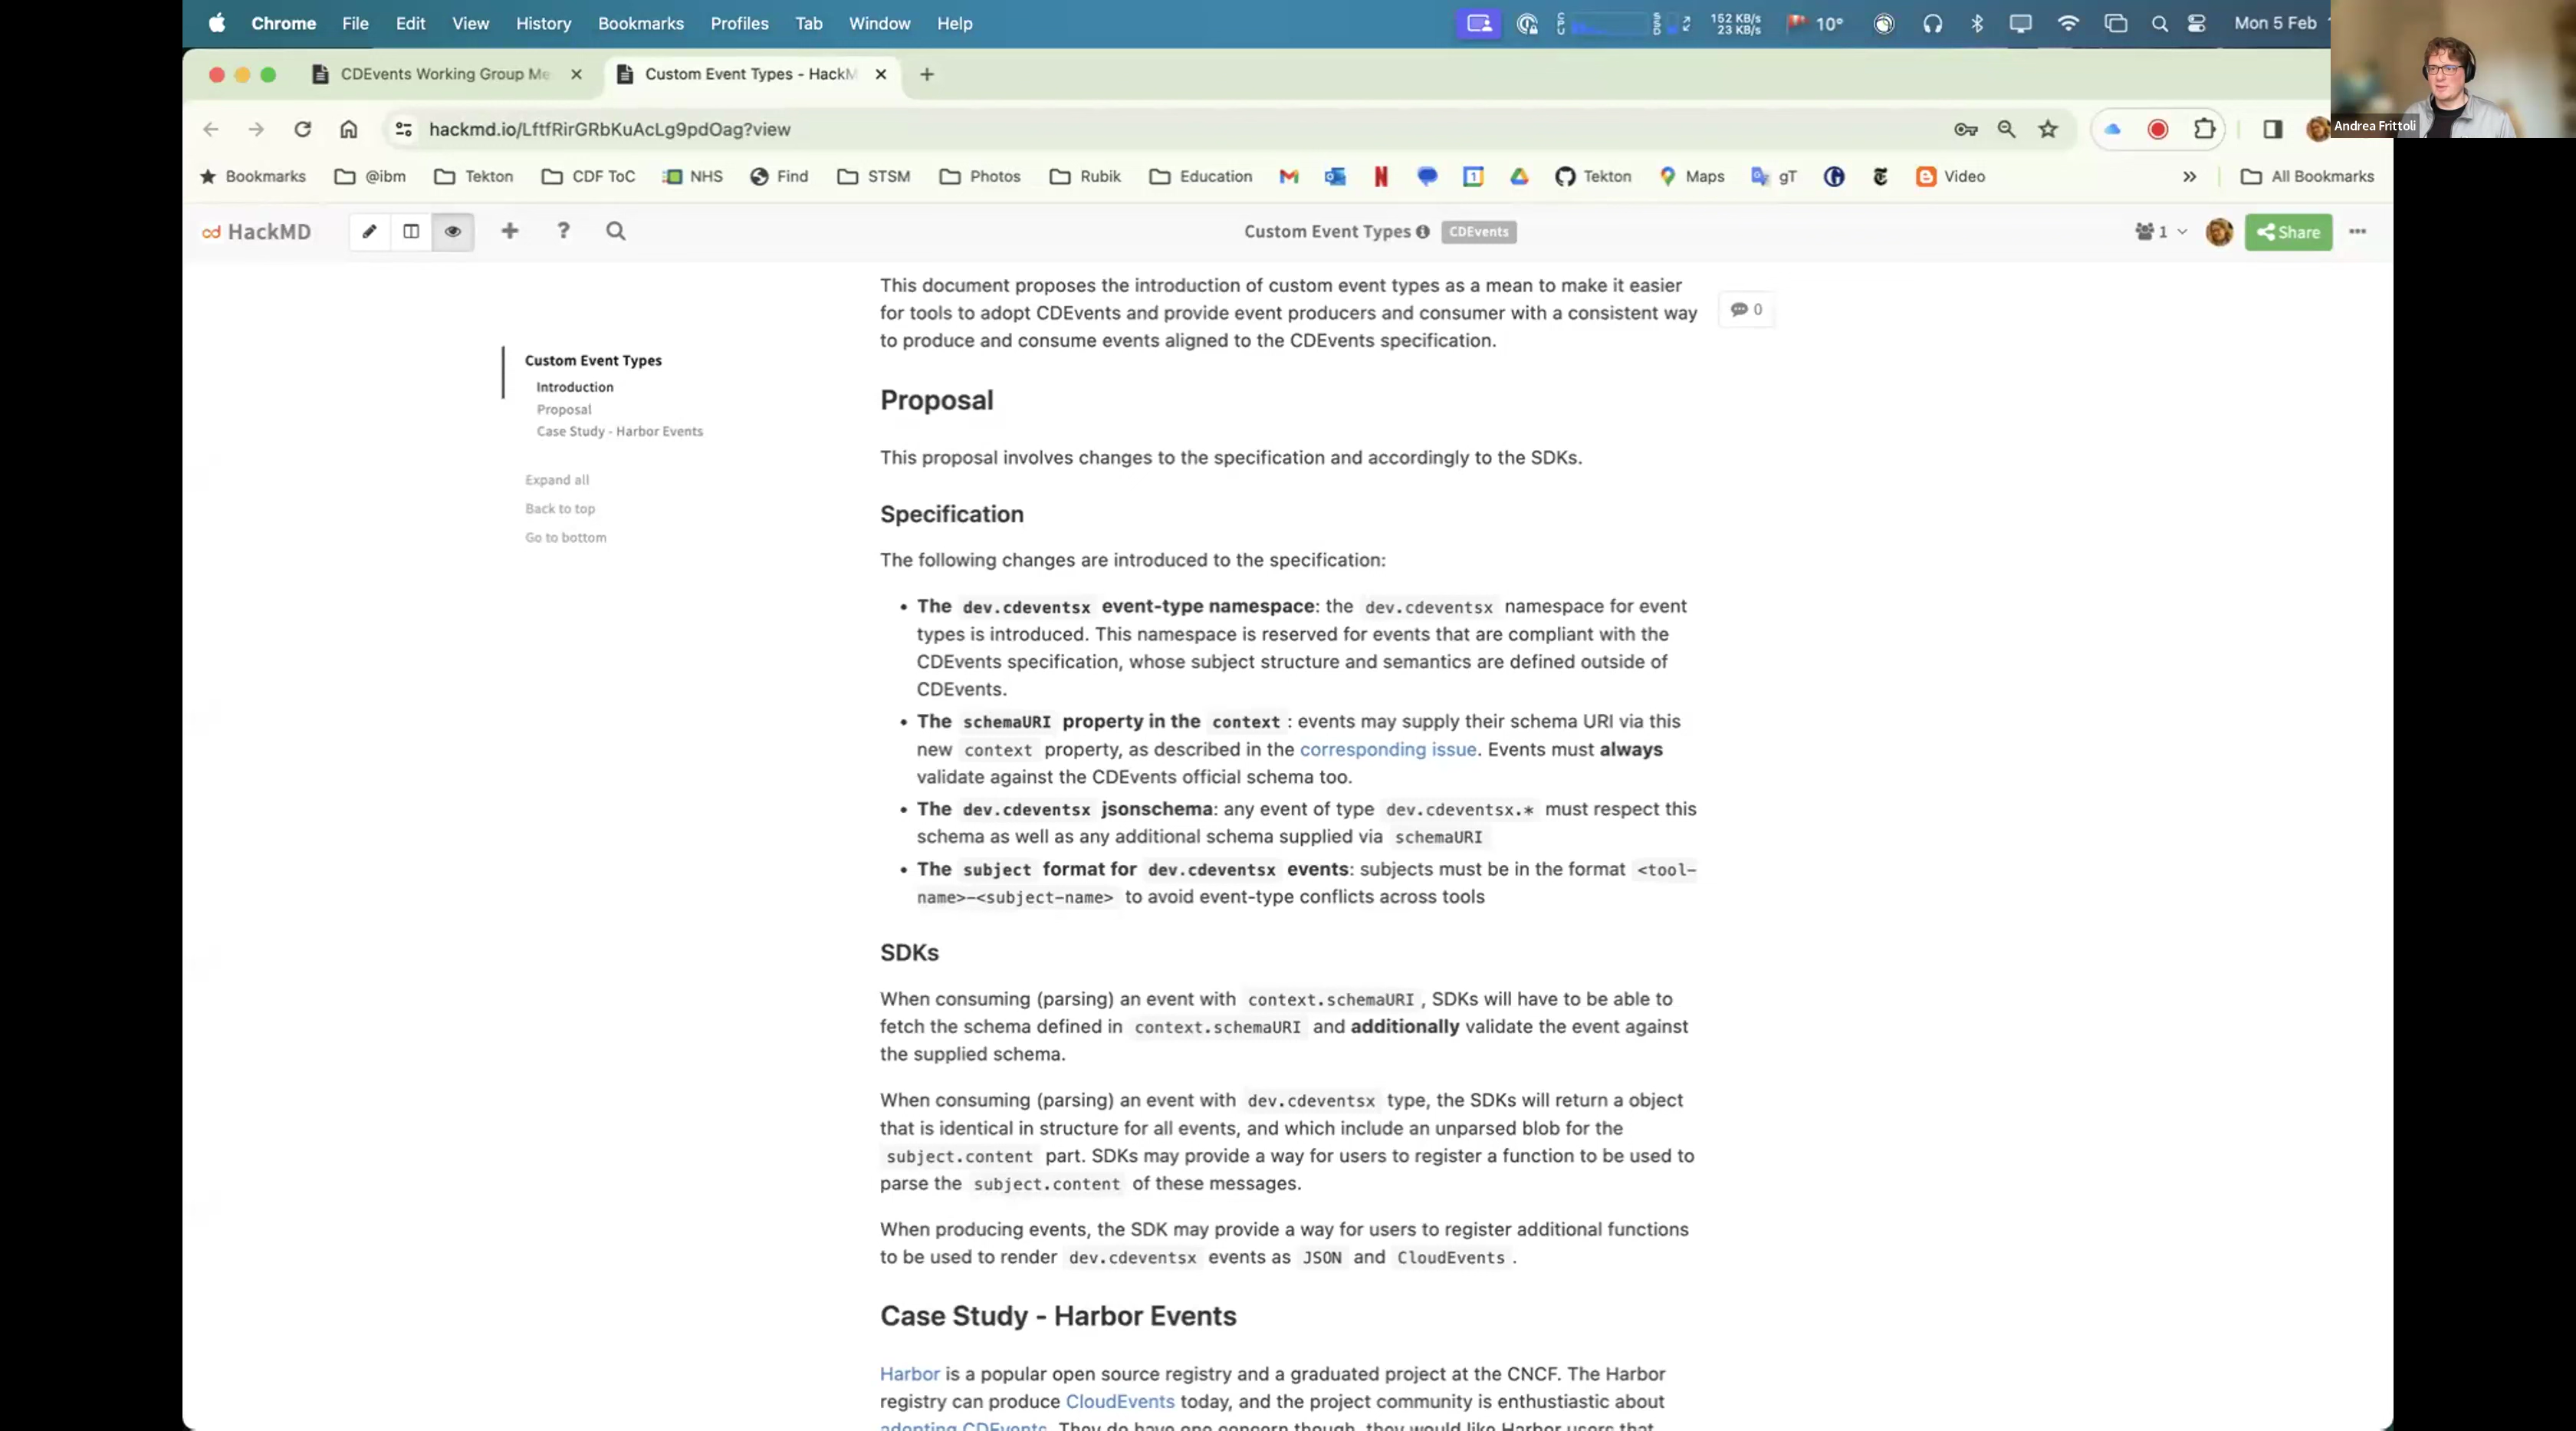 Chrome File Edit View History Bookmarks Profiles Tab Window Help
152 KB/s
23 KB/s
10°
Mon 5 Feb
CDEvents Working Group Me
Custom Event Types - HackM
hackmd.io/LftfRirGRbKuAcLg9pdOag?view
Andrea Frittoli
Bookmarks @ibm Tekton CDF ToC NHS Find STSM Photos Rubik Education Tekton Maps gT Video All Bookmarks
HackMD
Custom Event Types CDEvents
1 Share
This document proposes the introduction of custom event types as a mean to make it easier
for tools to adopt CDEvents and provide event producers and consumer with a consistent way
to produce and consume events aligned to the CDEvents specification.
0
Custom Event Types
Introduction
Proposal
Case Study - Harbor Events
Expand all
Back to top
Go to bottom
Proposal
This proposal involves changes to the specification and accordingly to the SDKs.
Specification
The following changes are introduced to the specification:
• The dev.cdeventsx event-type namespace: the dev.cdeventsx namespace for event
types is introduced. This namespace is reserved for events that are compliant with the
CDEvents specification, whose subject structure and semantics are defined outside of
CDEvents.
• The schemaURI property in the context : events may supply their schema URI via this
new context property, as described in the corresponding issue. Events must always
validate against the CDEvents official schema too.
• The dev.cdeventsx jsonschema: any event of type dev.cdeventsx.* must respect this
schema as well as any additional schema supplied via schemaURI
• The subject format for dev.cdeventsx events: subjects must be in the format <tool-
name>-<subject-name> to avoid event-type conflicts across tools
SDKs
When consuming (parsing) an event with context.schemaURI , SDKs will have to be able to
fetch the schema defined in context.schemaURI and additionally validate the event against
the supplied schema.
When consuming (parsing) an event with dev.cdeventsx type, the SDKs will return a object
that is identical in structure for all events, and which include an unparsed blob for the
subject.content part. SDKs may provide a way for users to register a function to be used to
parse the subject.content of these messages.
When producing events, the SDK may provide a way for users to register additional functions
to be used to render dev.cdeventsx events as JSON and CloudEvents .
Case Study - Harbor Events
Harbor is a popular open source registry and a graduated project at the CNCF. The Harbor
registry can produce CloudEvents today, and the project community is enthusiastic about
adopting CDEvents. They do have one concern though, they would like Harbor users that